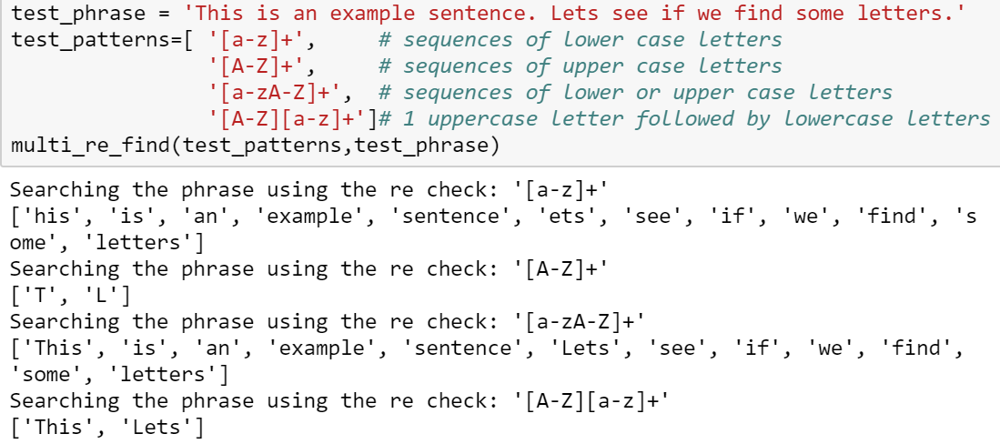 test_phrase = 'This is an example sentence. Lets see if we find some letters.'
test_patterns=[ '[a-z]+',     # sequences of lower case letters
                '[A-Z]+',     # sequences of upper case letters
                '[a-zA-Z]+',  # sequences of lower or upper case letters
                '[A-Z][a-z]+']# 1 uppercase letter followed by lowercase letters
multi_re_find(test_patterns,test_phrase)
Searching the phrase using the re check: '[a-z]+'
['his', 'is', 'an', 'example', 'sentence', 'ets', 'see', 'if', 'we', 'find', 's
ome', 'letters']
Searching the phrase using the re check: '[A-Z]+'
['T', 'L']
Searching the phrase using the re check: '[a-zA-Z]+'
['This', 'is', 'an', 'example', 'sentence', 'Lets', 'see', 'if', 'we', 'find',
'some', 'letters']
Searching the phrase using the re check: '[A-Z][a-z]+'
['This', 'Lets']